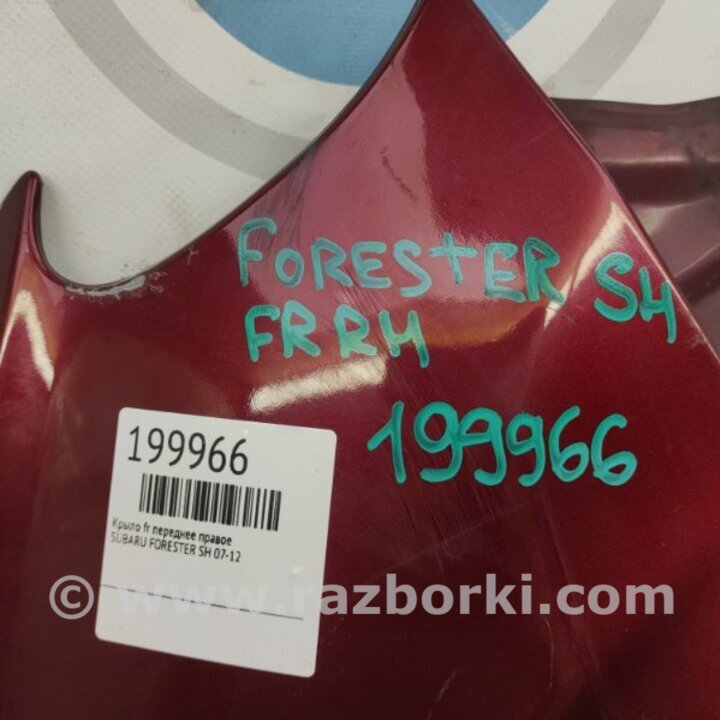 FORESTER SH
FR RH
199966
199966
Крыло fr переднее правое
SUBARU FORESTER SH 07-12
© www.razborki.com